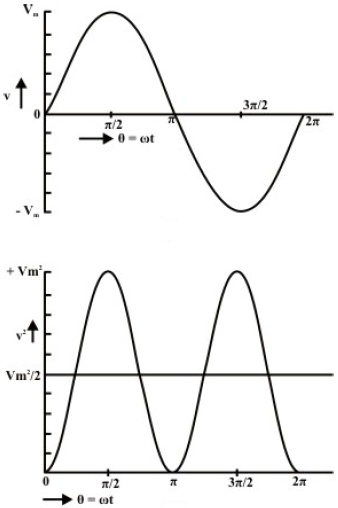 Vₘ
v
0
π/2
π
3π/2
2π
θ = ωt
- Vₘ
+ Vm²
v²
Vm²/2
0
π/2
π
3π/2
2π
θ = ωt